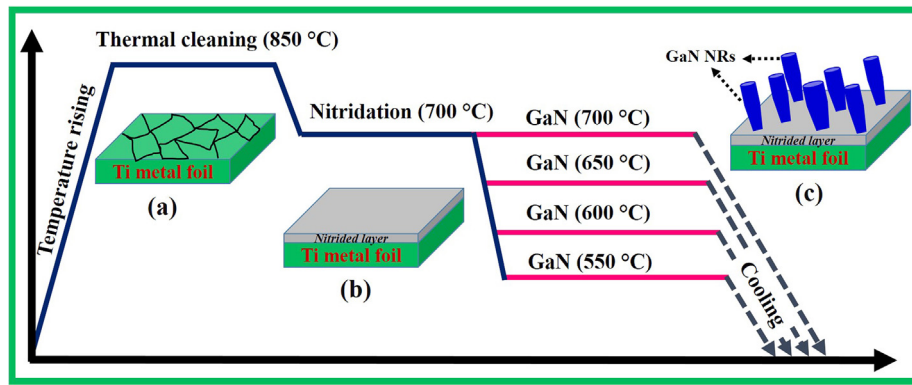 Thermal cleaning (850 °C)
Temperature rising
Ti metal foil
(a)
Nitridation (700 °C)
Nitrided layer
Ti metal foil
(b)
GaN (700 °C)
GaN (650 °C)
GaN (600 °C)
GaN (550 °C)
Cooling
GaN NRs
Nitrided layer
Ti metal foil
(c)